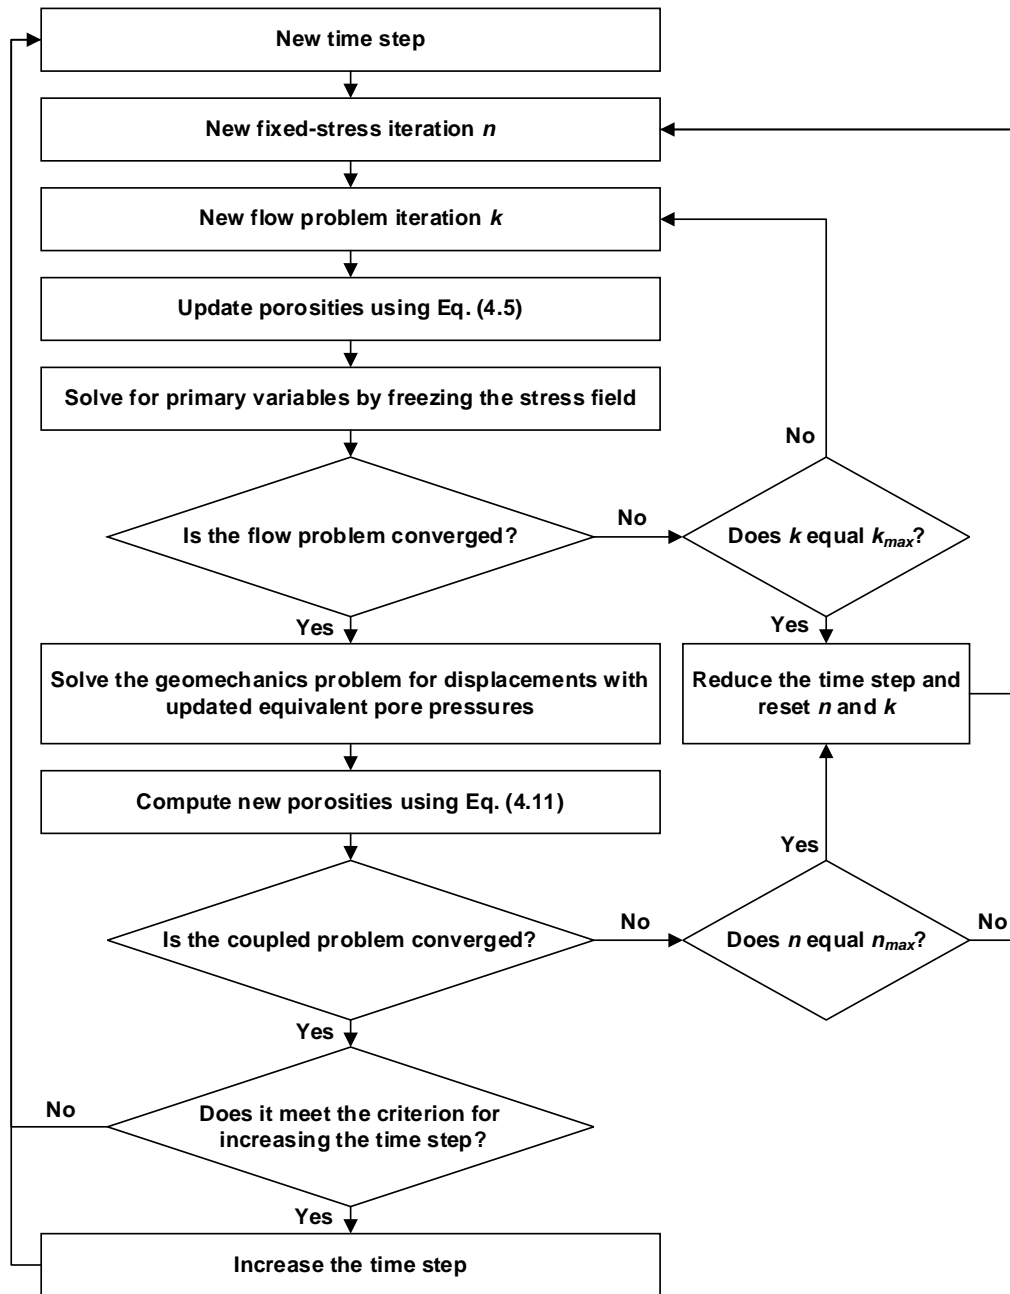 New time step
New fixed-stress iteration n
New flow problem iteration k
Update porosities using Eq. (4.5)
Solve for primary variables by freezing the stress field
No
Is the flow problem converged?
No
Does k equal kmax?
Yes
Yes
Solve the geomechanics problem for displacements with
updated equivalent pore pressures
Reduce the time step and
reset n and k
Compute new porosities using Eq. (4.11)
Yes
Is the coupled problem converged?
No
Does n equal nmax?
No
Yes
No
Does it meet the criterion for
increasing the time step?
Yes
Increase the time step